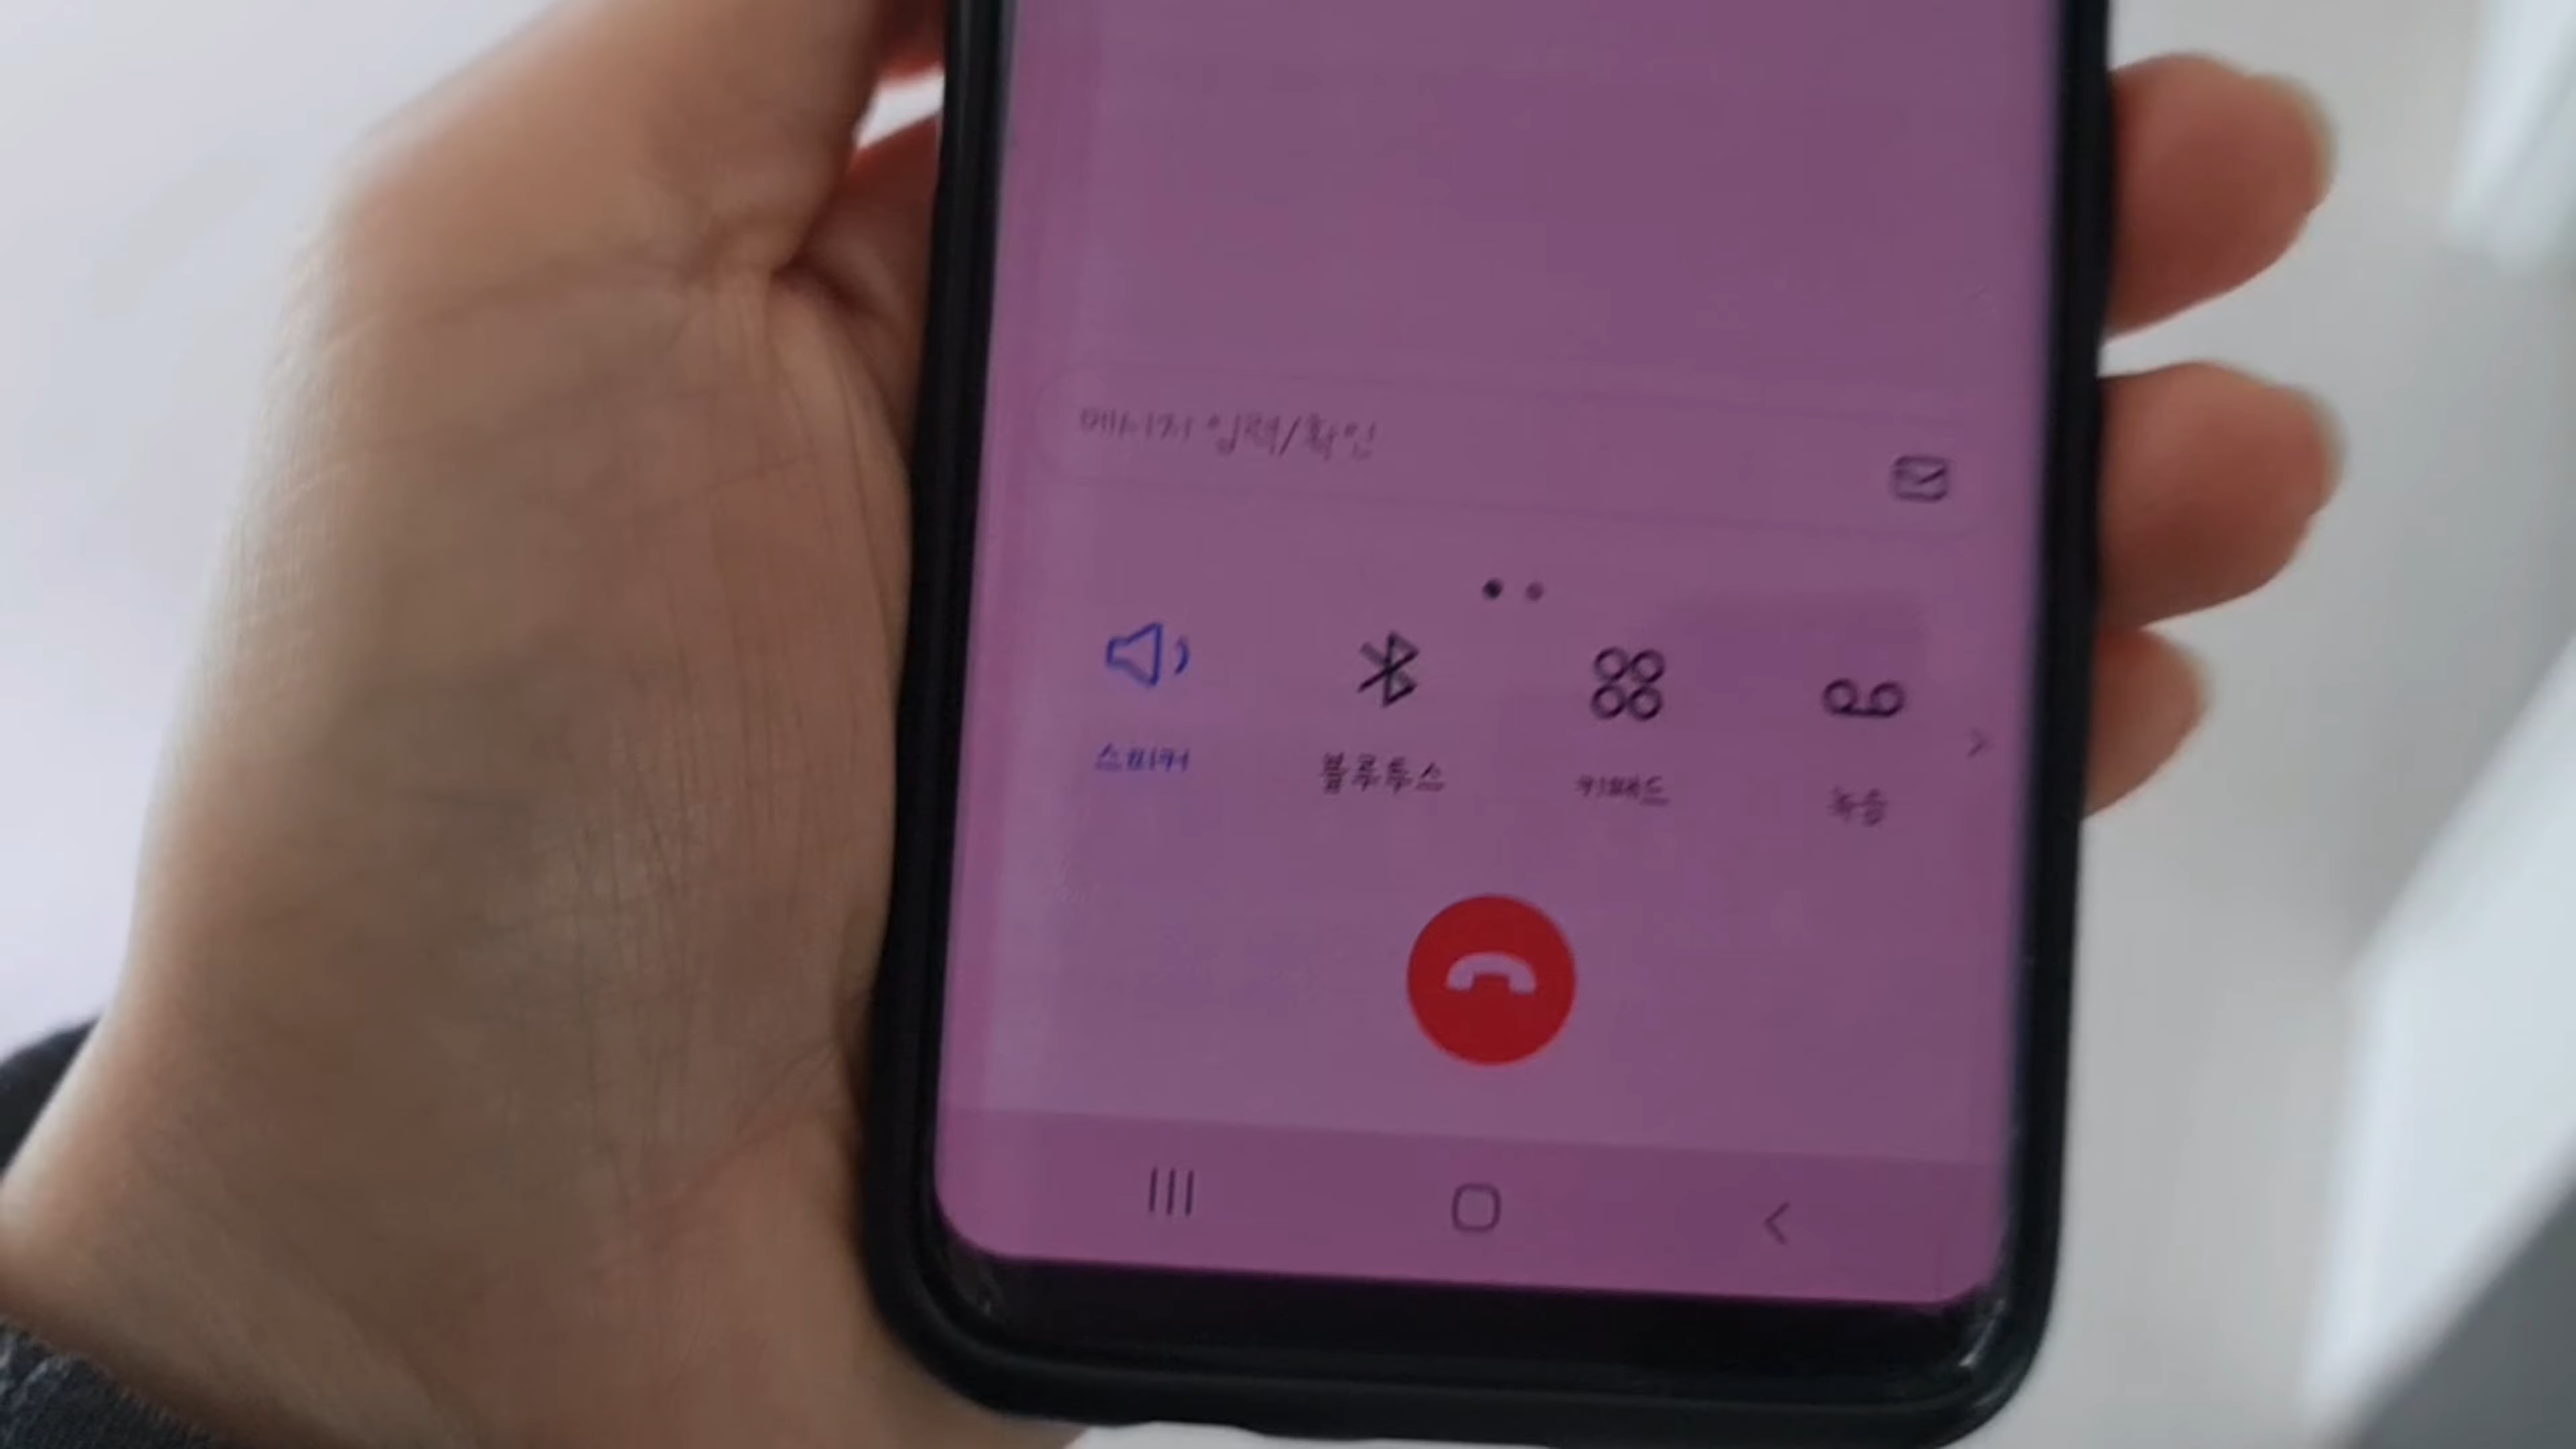 메시지 입력/확인
스피커
블루투스
키패드
녹음